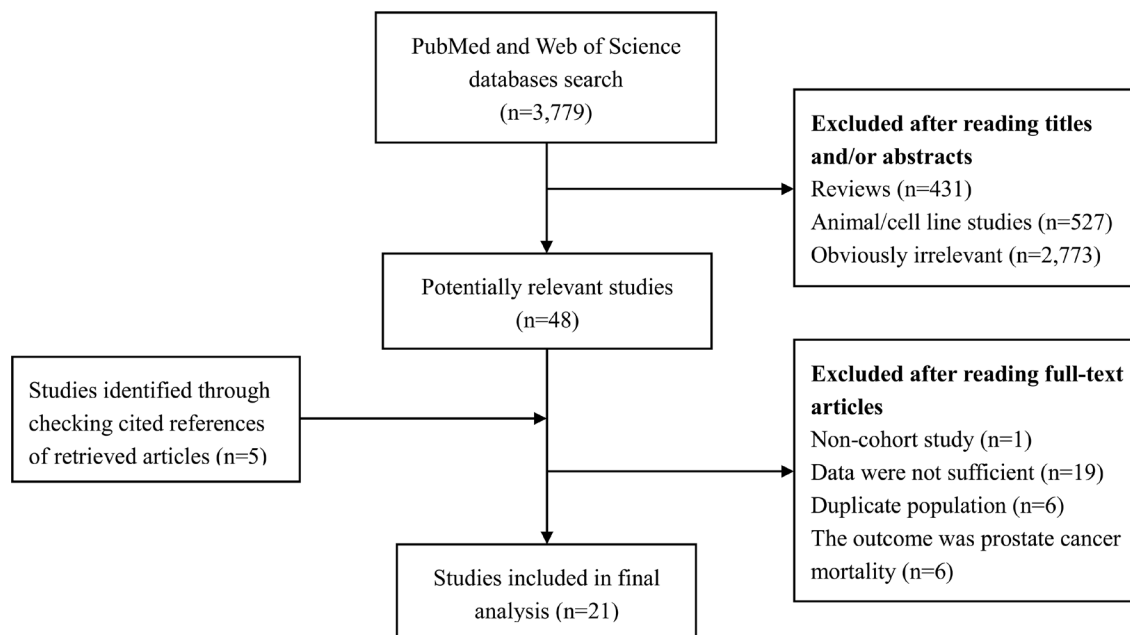 PubMed and Web of Science
databases search
(n=3,779)
Excluded after reading titles
and/or abstracts
Reviews (n=431)
Animal/cell line studies (n=527)
Obviously irrelevant (n=2,773)
Potentially relevant studies
(n=48)
Studies identified through
checking cited references
of retrieved articles (n=5)
Excluded after reading full-text
articles
Non-cohort study (n=1)
Data were not sufficient (n=19)
Duplicate population (n=6)
The outcome was prostate cancer
mortality (n=6)
Studies included in final
analysis (n=21)